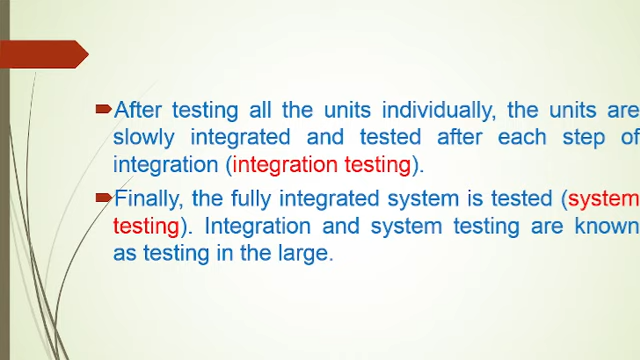 After testing all the units individually, the units are
slowly integrated and tested after each step of
integration (integration testing).
Finally, the fully integrated system is tested (system
testing). Integration and system testing are known
as testing in the large.